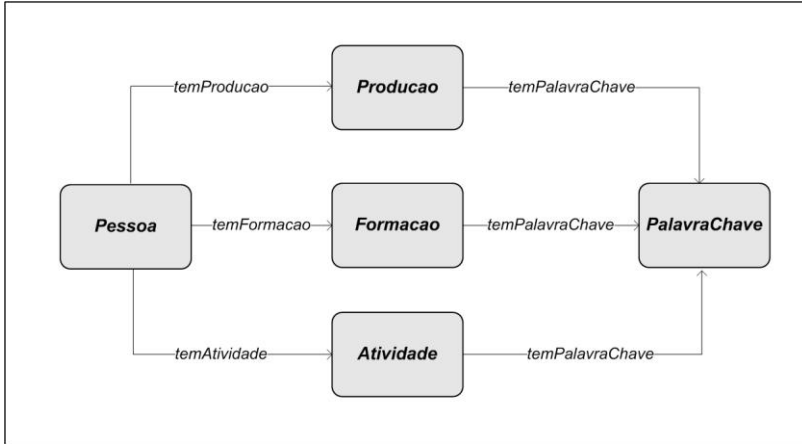 Producao
temProducao
temPalavraChave
Pessoa
temFormacao
Formacao
temPalavraChave
PalavraChave
temAtividade
Atividade
temPalavraChave